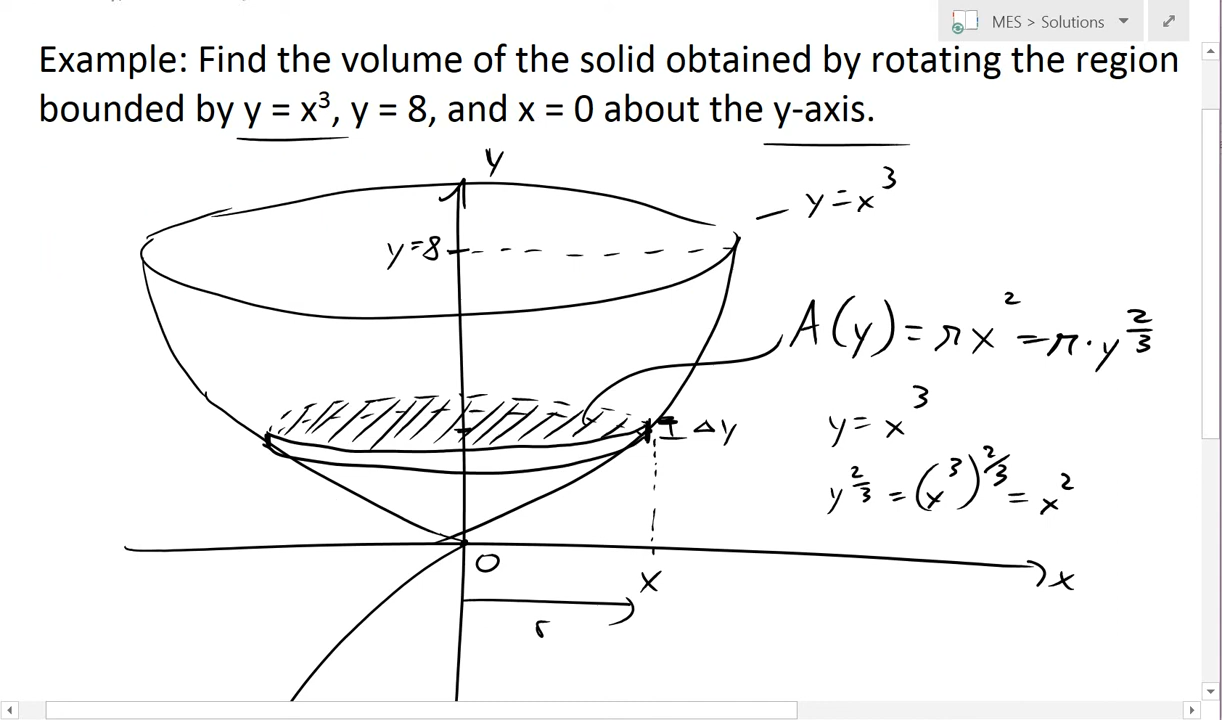 MES > Solutions
Example: Find the volume of the solid obtained by rotating the region
bounded by y = x³, y = 8, and x = 0 about the y-axis.
y
y = x³
y=8
A(y) = πx² = π · y^(2/3)
Δy
y = x³
y^(2/3) = (x³)^(2/3) = x²
0
x
x
r